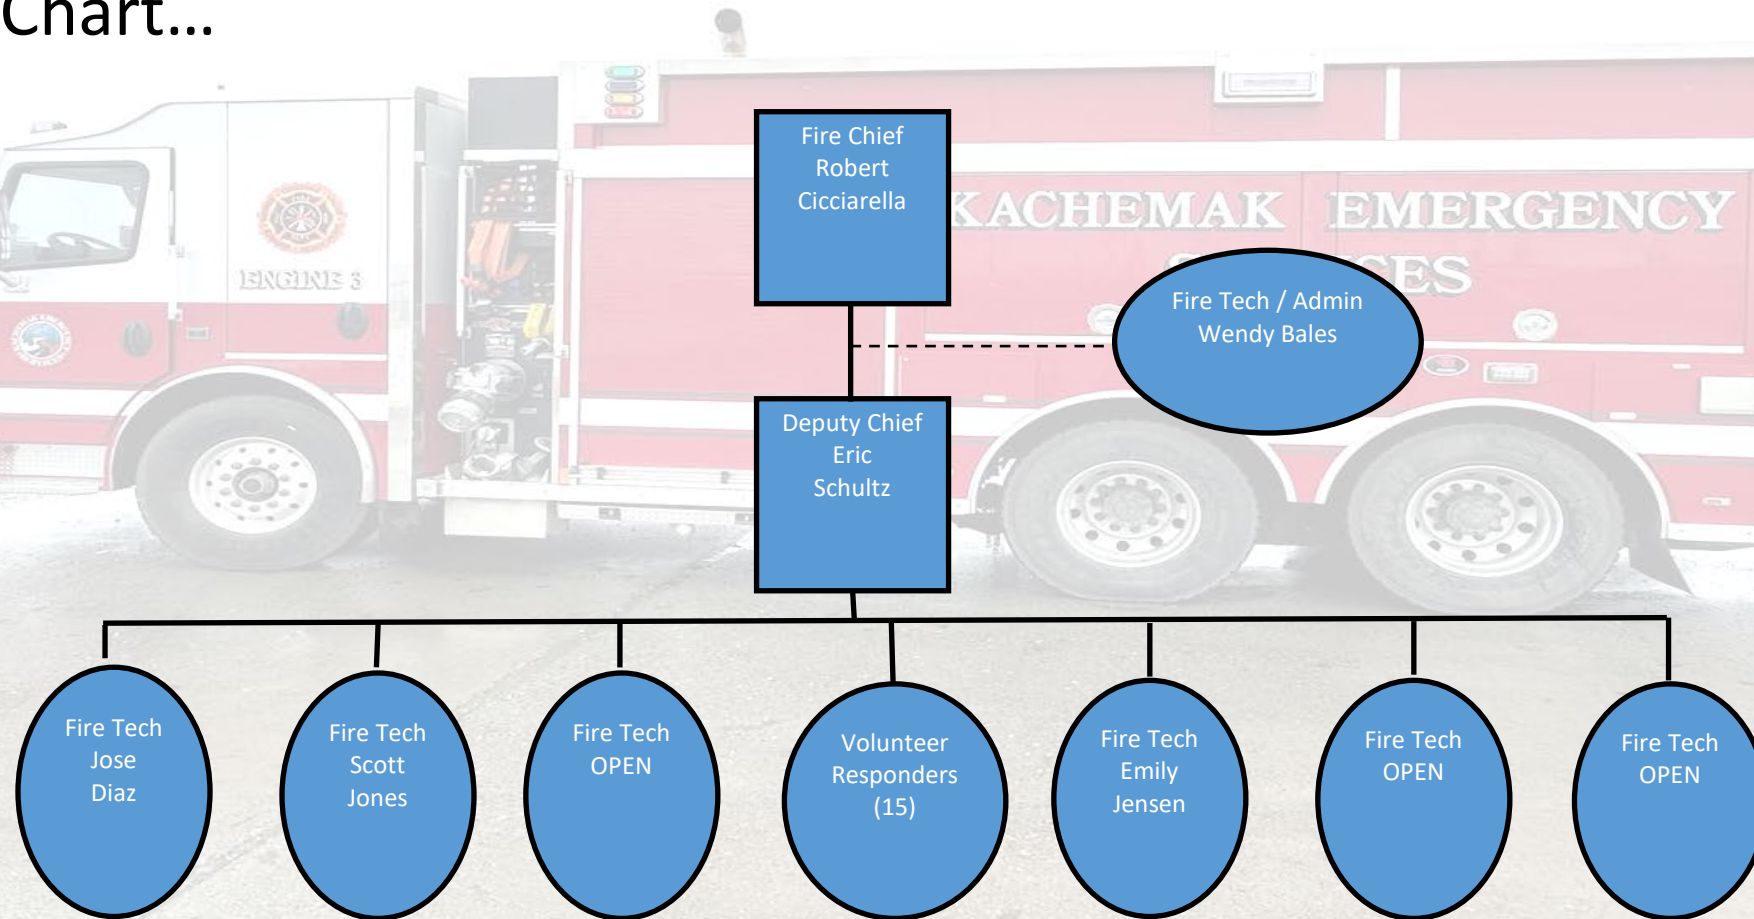 Chart...
Fire Chief
Robert
Cicciarella
KACHEMAK EMERGENCY
ENGINE 3
Fire Tech / Admin
Wendy Bales
Deputy Chief
Eric
Schultz
Fire Tech
Jose
Diaz
Fire Tech
Scott
Jones
Fire Tech
OPEN
Volunteer
Responders
(15)
Fire Tech
Emily
Jensen
Fire Tech
OPEN
Fire Tech
OPEN